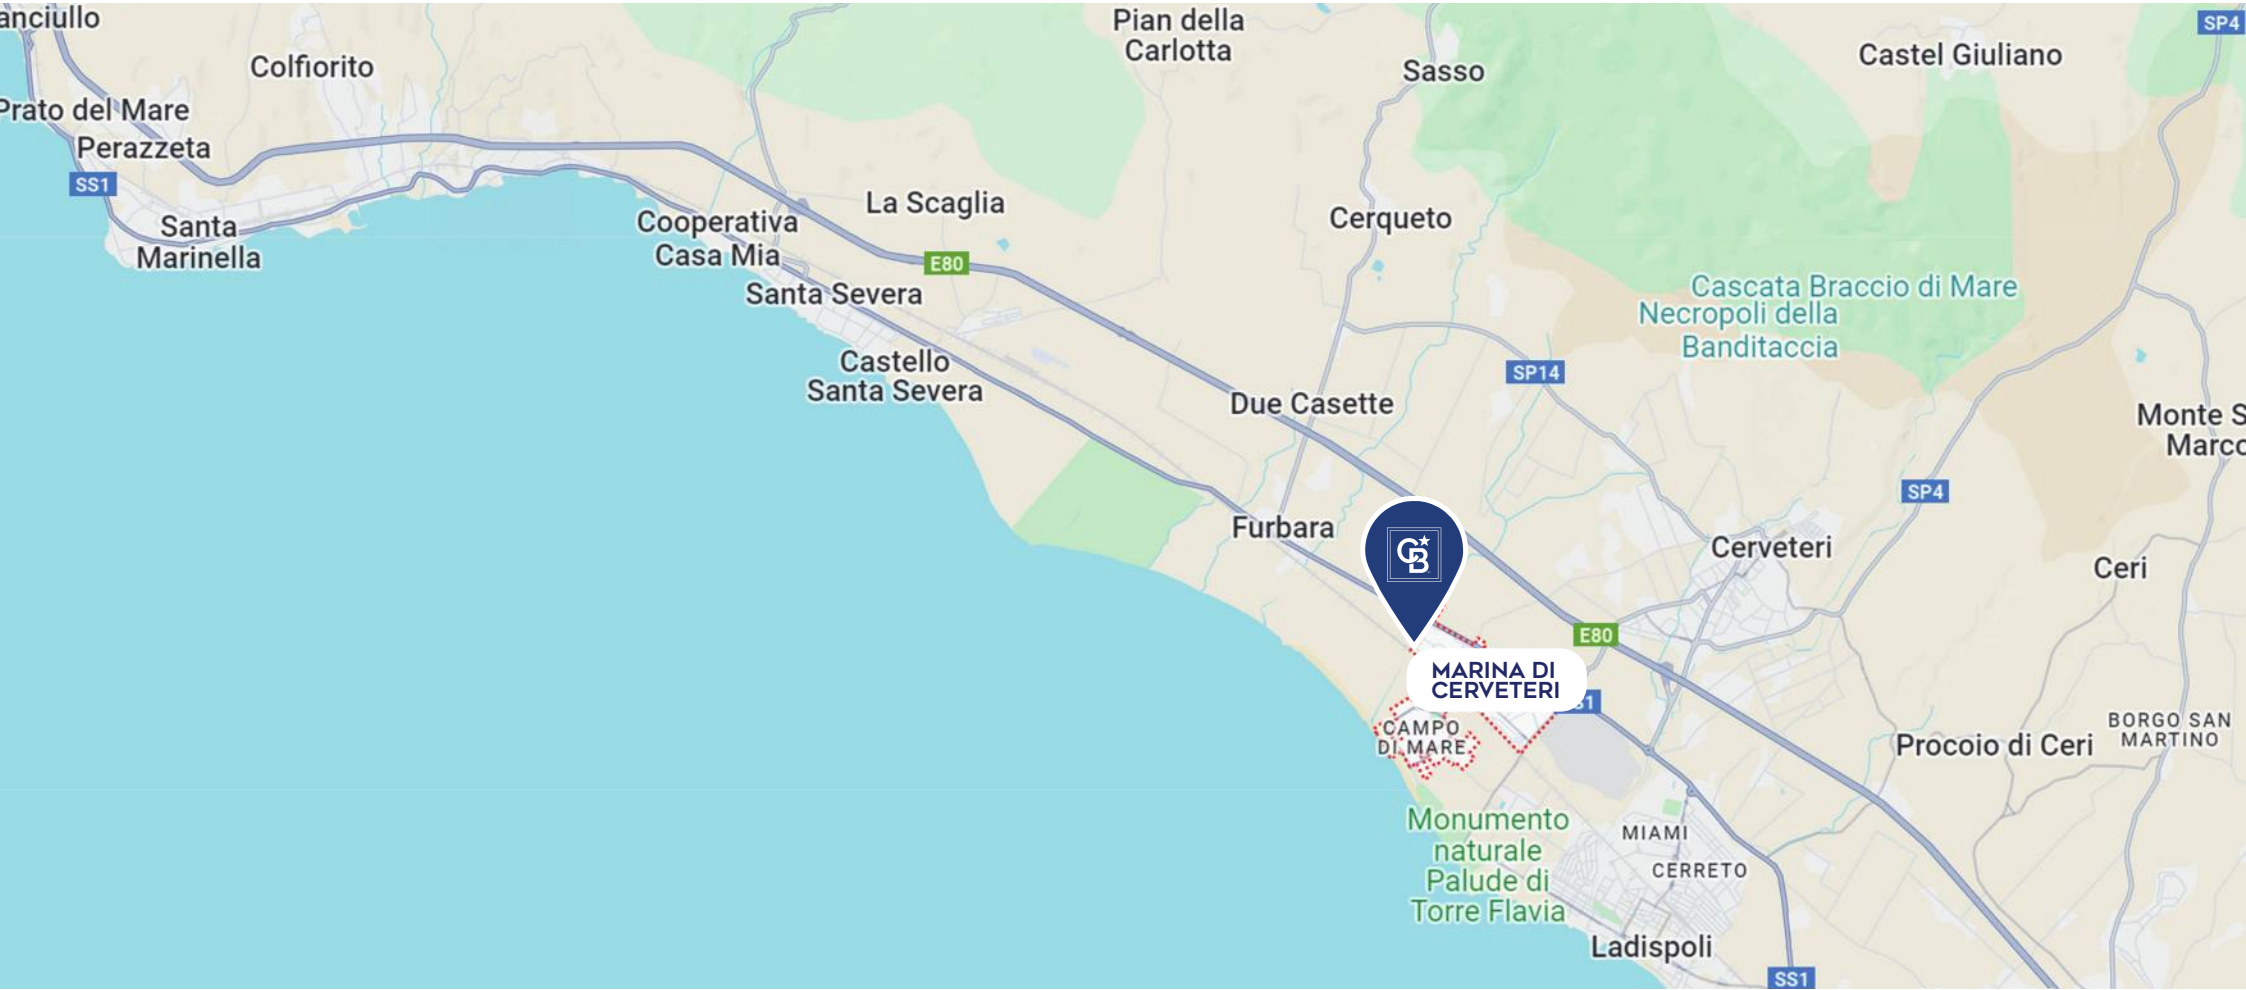 anciullo
Colfiorito
Prato del Mare
Perazzeta
SS1
Santa
Marinella
Pian della
Carlotta
Sasso
Castel Giuliano
SP4
Cooperativa
Casa Mia
La Scaglia
Santa Severa
E80
Castello
Santa Severa
Cerqueto
Cascata Braccio di Mare
Necropoli della
Banditaccia
SP14
Due Casette
Monte S
Marco
SP4
Furbara
CB
Cerveteri
Ceri
E80
MARINA DI
CERVETERI
S1
CAMPO
DI MARE
Procoio di Ceri
BORGO SAN
MARTINO
Monumento
naturale
Palude di
Torre Flavia
MIAMI
CERRETO
Ladispoli
SS1